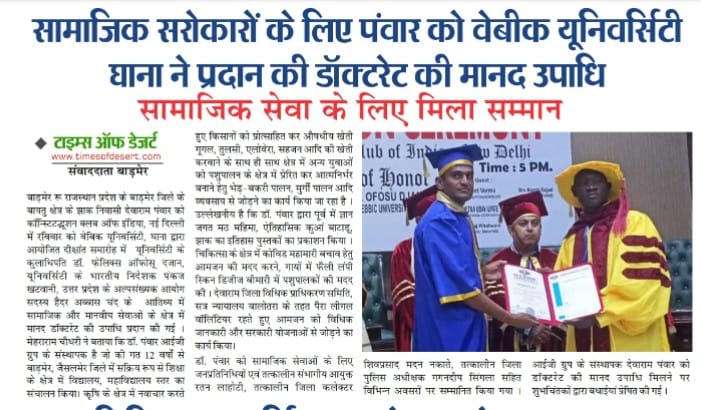 सामाजिक सरोकारों के लिए पंवार को वेबीक यूनिवर्सिटी
घाना ने प्रदान की डॉक्टरेट की मानद उपाधि
सामाजिक सेवा के लिए मिला सम्मान
◆ टाइम्स ऑफ डेजर्ट
www.timesofdesert.com
संवाददाता बाड़मेर
बाड़मेर रू राजस्थान प्रदेश के बाड़मेर जिले के
बायतु क्षेत्र के झाक निवासी देवाराम पंवार को
कॉन्स्टिट्यूशन क्लब ऑफ इंडिया, नई दिल्ली
में रविवार को वेबिक यूनिवर्सिटी, घाना द्वारा
आयोजित दीक्षांत समारोह में यूनिवर्सिटी के
कुलाधिपति डॉ. फेलिक्स ऑफोसू दजान,
यूनिवर्सिटी के भारतीय निदेशक पंकज
खटवानी, उत्तर प्रदेश के अल्पसंख्यक आयोग
सदस्य हैदर अब्बास चंद के आतिथ्य में
सामाजिक और मानवीय सेवाओं के क्षेत्र में
मानद डॉक्टरेट की उपाधि प्रदान की गई ।
मेहराराम चौधरी ने बताया कि डॉ. पंवार आईजी
ग्रुप के संस्थापक है जो की गत 12 वर्षों से
बाड़मेर, जैसलमेर जिले में सक्रिय रूप से शिक्षा
के क्षेत्र में विद्यालय, महाविद्यालय स्तर का
संचालन किया। कृषि के क्षेत्र में नवाचार करते
हुए किसानों को प्रोत्साहित कर औषधीय खेती
गूगल, तुलसी, एलोवेरा, सहजन आदि की खेती
करवाने के साथ ही साथ क्षेत्र में अन्य युवाओं
को पशुपालन के क्षेत्र में प्रेरित कर आत्मनिर्भर
बनाने हेतु भेड़-बकरी पालन, मुर्गी पालन आदि
व्यवसाय से जोड़ने का कार्य किया जा रहा है ।
उल्लेखनीय है कि डॉ. पंवार द्वारा पूर्व में ज्ञान
जगत मठ महिमा, ऐतिहासिक कुआं बाटाडू,
झाक का इतिहास पुस्तकों का प्रकाशन किया।
चिकित्सा के क्षेत्र में कोविड महामारी बचाव हेतु
आमजन की मदद करने, गायों में फैली लंपी
स्किन डिजीज बीमारी में पशुपालकों की मदद
की । देवाराम जिला विधिक प्राधिकरण समिति,
सत्र न्यायालय बालोतरा के तहत पैरा लीगल
वॉलिंटियर रहते हुए आमजन को विधिक
जानकारी और सरकारी योजनाओं से जोड़ने का
कार्य किया।
डॉ. पंवार को सामाजिक सेवाओं के लिए
जनप्रतिनिधियों एवं तत्कालीन संभागीय आयुक्त
रतन लाहोटी, तत्कालीन जिला कलेक्टर
ON CEREMONY
ub of India New Delhi
Time : 5 PM.
of Honor
शिवप्रसाद मदन नकाते, तत्कालीन जिला
पुलिस अधीक्षक गगनदीप सिंगला सहित
विभिन्न अवसरों पर सम्मानित किया गया ।
आईजी ग्रुप के संस्थापक देवाराम पंवार को
डॉक्टरेट की मानद उपाधि मिलने पर
शुभचिंतकों द्वारा बधाईयां प्रेषित की गई ।